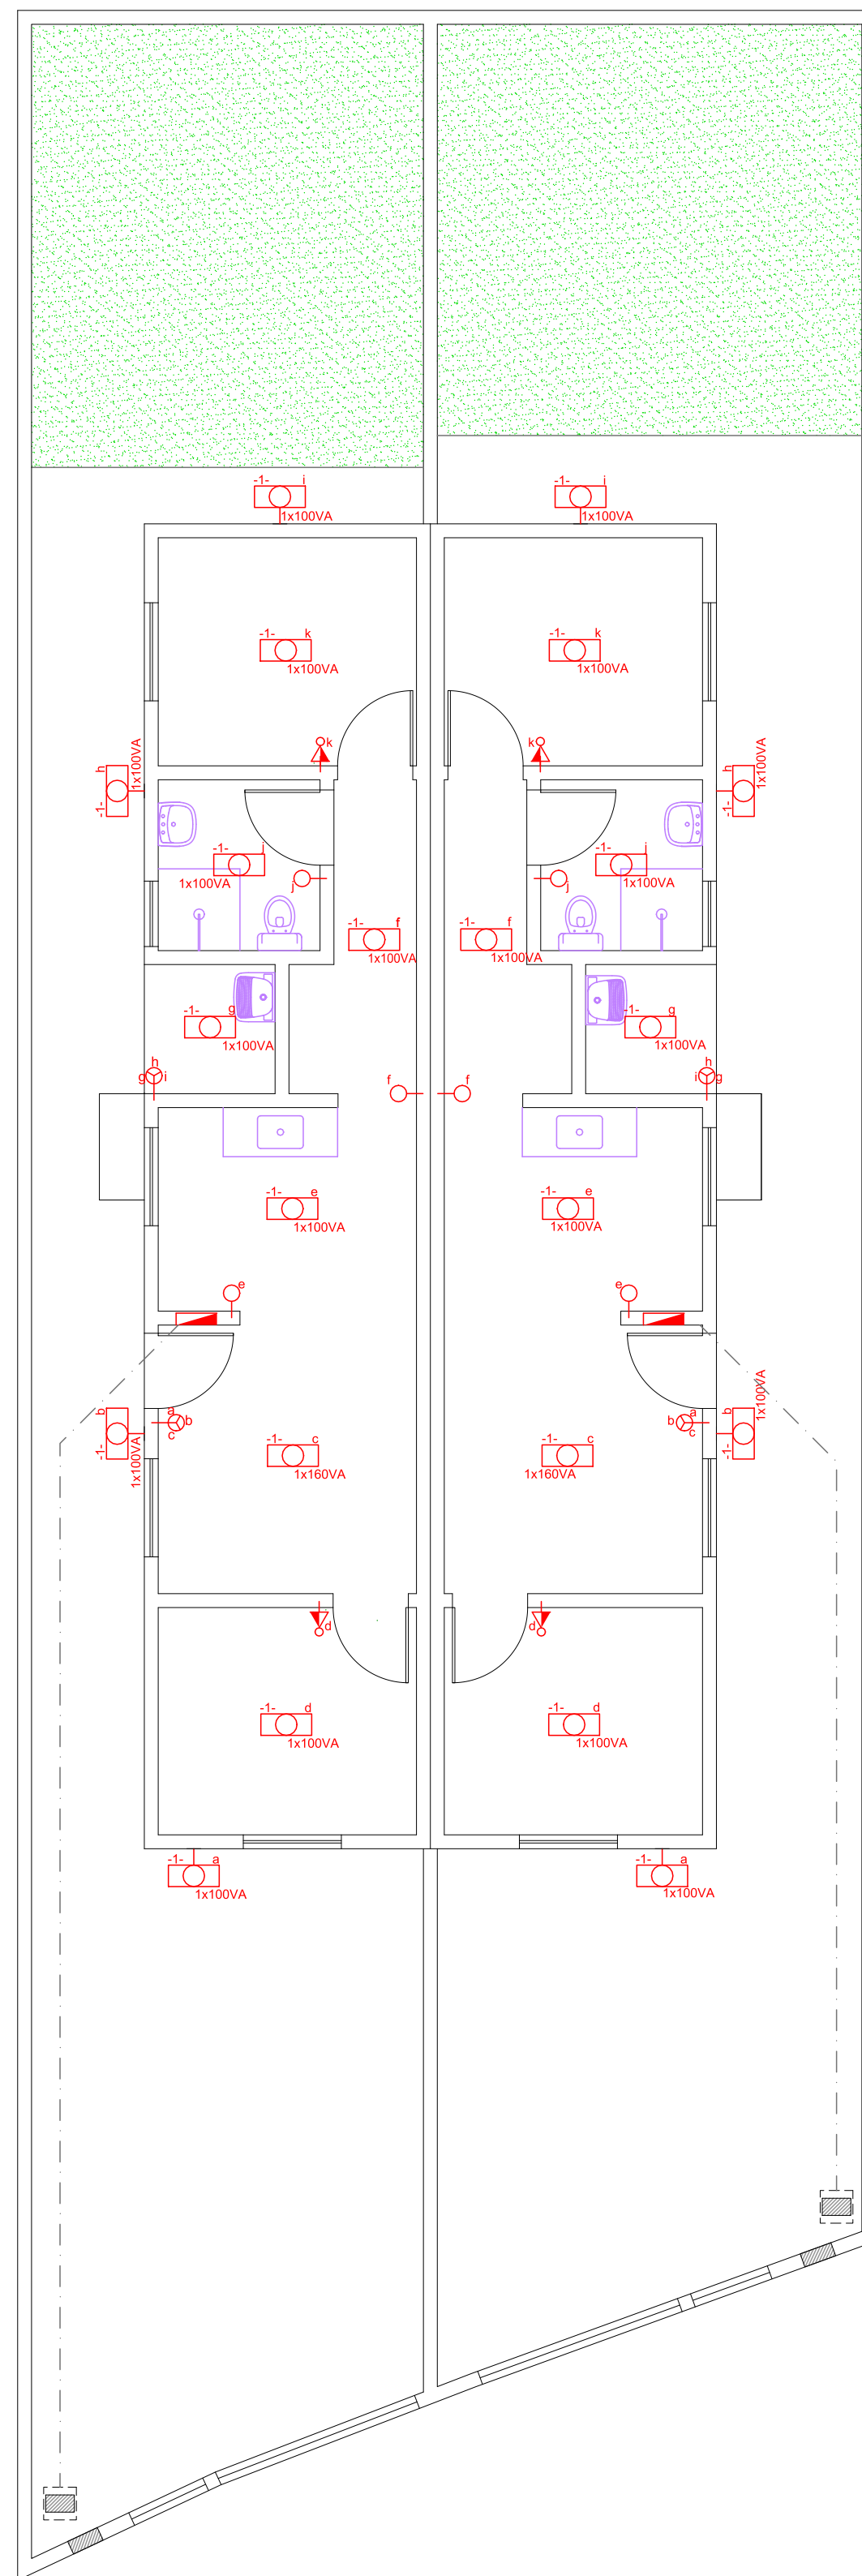 -1- i
1x100VA
-1- i
1x100VA
-1- k
1x100VA
-1- k
1x100VA
k
k
-1- h
1x100VA
-1- h
1x100VA
-1- j
1x100VA
-1- j
1x100VA
j
j
-1- f
1x100VA
-1- f
1x100VA
-1- g
1x100VA
-1- g
1x100VA
h
g i
h
i g
f
f
-1- e
1x100VA
-1- e
1x100VA
e
e
-1- b
1x100VA
a
b
c
a
b
c
-1- b
1x100VA
-1- c
1x160VA
-1- c
1x160VA
d
d
-1- d
1x100VA
-1- d
1x100VA
-1- a
1x100VA
-1- a
1x100VA